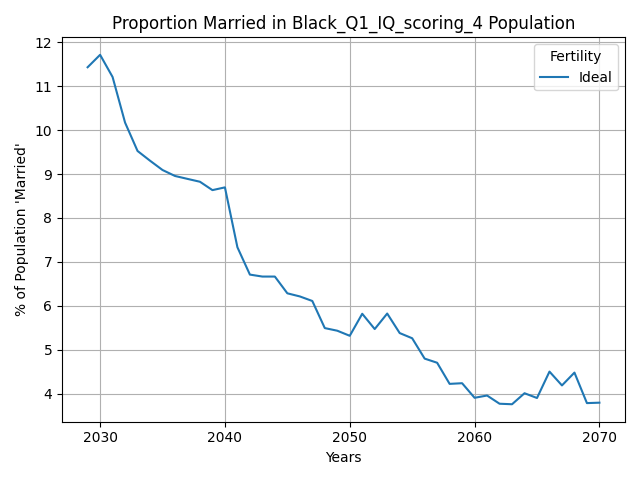 Proportion Married in Black_Q1_IQ_scoring_4 Population
% of Population 'Married'
12
11
10
9
8
7
6
5
4
Fertility
Ideal
2030 2040 2050 2060 2070
Years